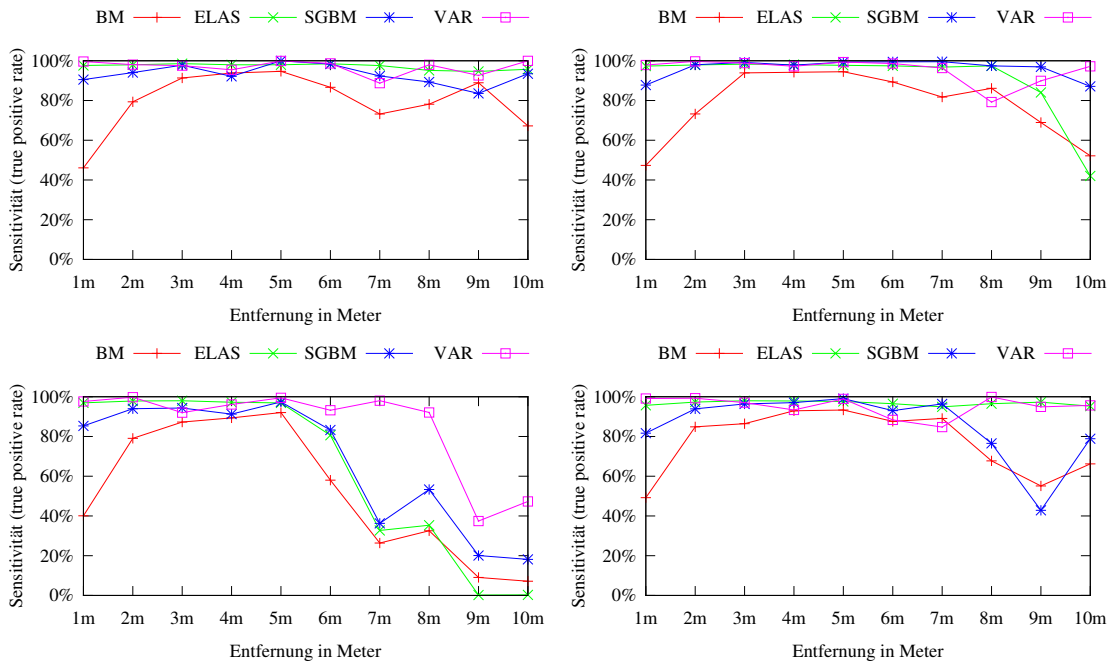 BM ELAS SGBM VAR
Sensitivität (true positive rate)
100%
80%
60%
40%
20%
0%
1m 2m 3m 4m 5m 6m 7m 8m 9m 10m
Entfernung in Meter
BM ELAS SGBM VAR
Sensitivität (true positive rate)
100%
80%
60%
40%
20%
0%
1m 2m 3m 4m 5m 6m 7m 8m 9m 10m
Entfernung in Meter
BM ELAS SGBM VAR
Sensitivität (true positive rate)
100%
80%
60%
40%
20%
0%
1m 2m 3m 4m 5m 6m 7m 8m 9m 10m
Entfernung in Meter
BM ELAS SGBM VAR
Sensitivität (true positive rate)
100%
80%
60%
40%
20%
0%
1m 2m 3m 4m 5m 6m 7m 8m 9m 10m
Entfernung in Meter